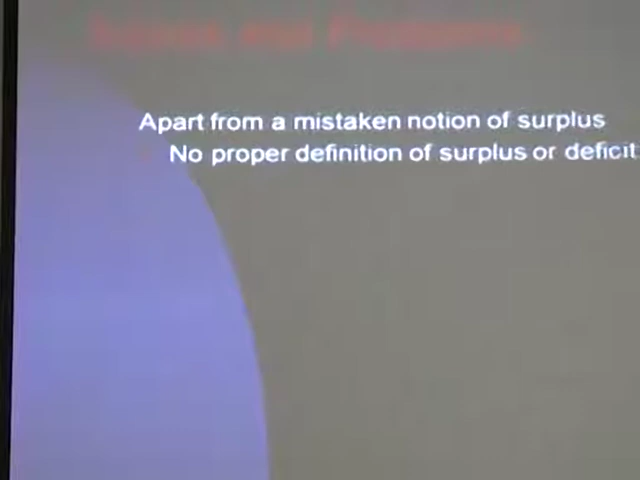 Apart from a mistaken notion of surplus
No proper definition of surplus or deficit